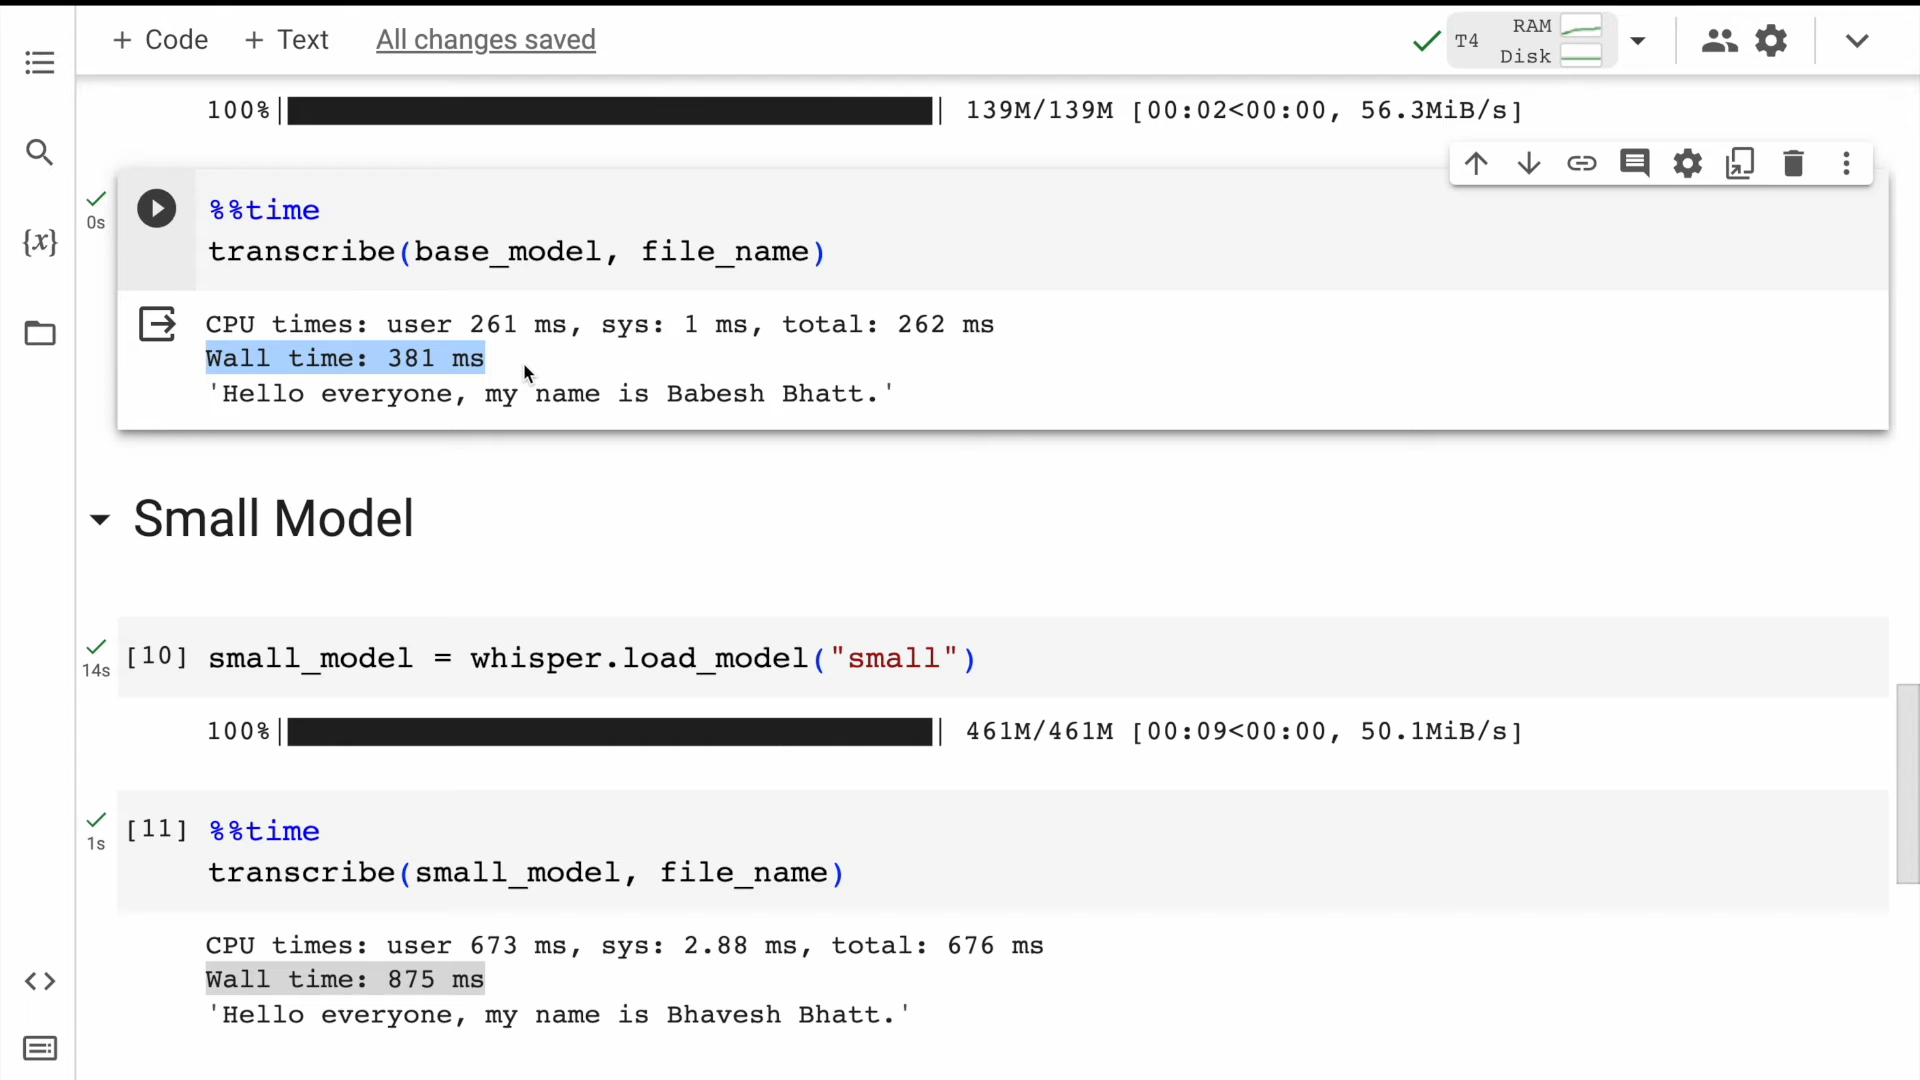 + Code + Text All changes saved
T4 RAM
Disk
100%| | 139M/139M [00:02<00:00, 56.3MiB/s]
0s
%%time
{x}
transcribe(base_model, file_name)
CPU times: user 261 ms, sys: 1 ms, total: 262 ms
Wall time: 381 ms
'Hello everyone, my name is Babesh Bhatt.'
Small Model
14s
[10] small_model = whisper.load_model("small")
100%| | 461M/461M [00:09<00:00, 50.1MiB/s]
1s
[11] %%time
transcribe(small_model, file_name)
CPU times: user 673 ms, sys: 2.88 ms, total: 676 ms
Wall time: 875 ms
'Hello everyone, my name is Bhavesh Bhatt.'